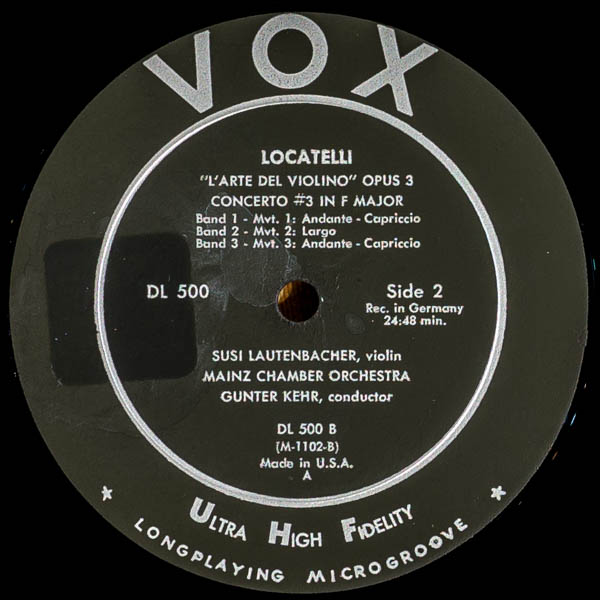 VOX
LOCATELLI
"L'ARTE DEL VIOLINO" OPUS 3
CONCERTO #3 IN F MAJOR
Band 1 - Mvt. 1: Andante - Capriccio
Band 2 - Mvt. 2: Largo
Band 3 - Mvt. 3: Andante - Capriccio
DL 500
Side 2
Rec. in Germany
24:48 min.
SUSI LAUTENBACHER, violin
MAINZ CHAMBER ORCHESTRA
GUNTER KEHR, conductor
DL 500 B
(M-1102-B)
Made in U.S.A.
A
ULTRA HIGH FIDELITY
* LONGPLAYING MICROGROOVE *